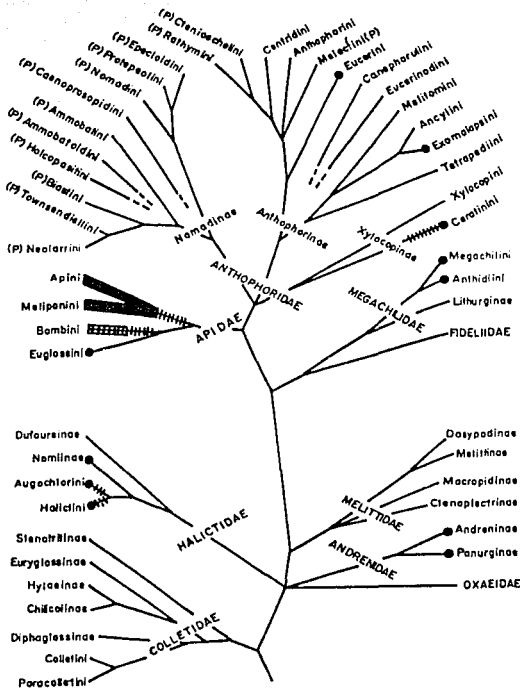 (P) Ctenioschelini
(P) Rathymini
(P) Epeoloidini
(P) Protepeolini
(P) Nomadini
(P) Caenoprosopidini
(P) Ammobatini
(P) Ammobatoidini
(P) Holcopasitini
(P) Biastini
(P) Townsendiellini
(P) Neolarrini
Centridini
Anthophorini
Melectini (P)
Eucerini
Canephorulini
Eucerinodini
Melitomini
Ancylini
Exomalopsini
Tetrapediini
Xylocopini
Ceratinini
Nomadinae
Anthophorinae
Xylocopinae
ANTHOPHORIDAE
Apini
Meliponini
Bombini
Euglossini
APIDAE
Megachilini
Anthidiini
Lithurginae
MEGACHILIDAE
FIDELIIDAE
Dufoureinae
Nomiinae
Augochlorini
Halictini
HALICTIDAE
Dasypodinae
Melittinae
Macropidinae
Ctenoplectrinae
MELITTIDAE
Andreninae
Panurginae
ANDRENIDAE
OXAEIDAE
Stenotritinae
Euryglossinae
Hylaeinae
Chilicolinae
Diphaglossinae
Colletini
Paracolletini
COLLETIDAE